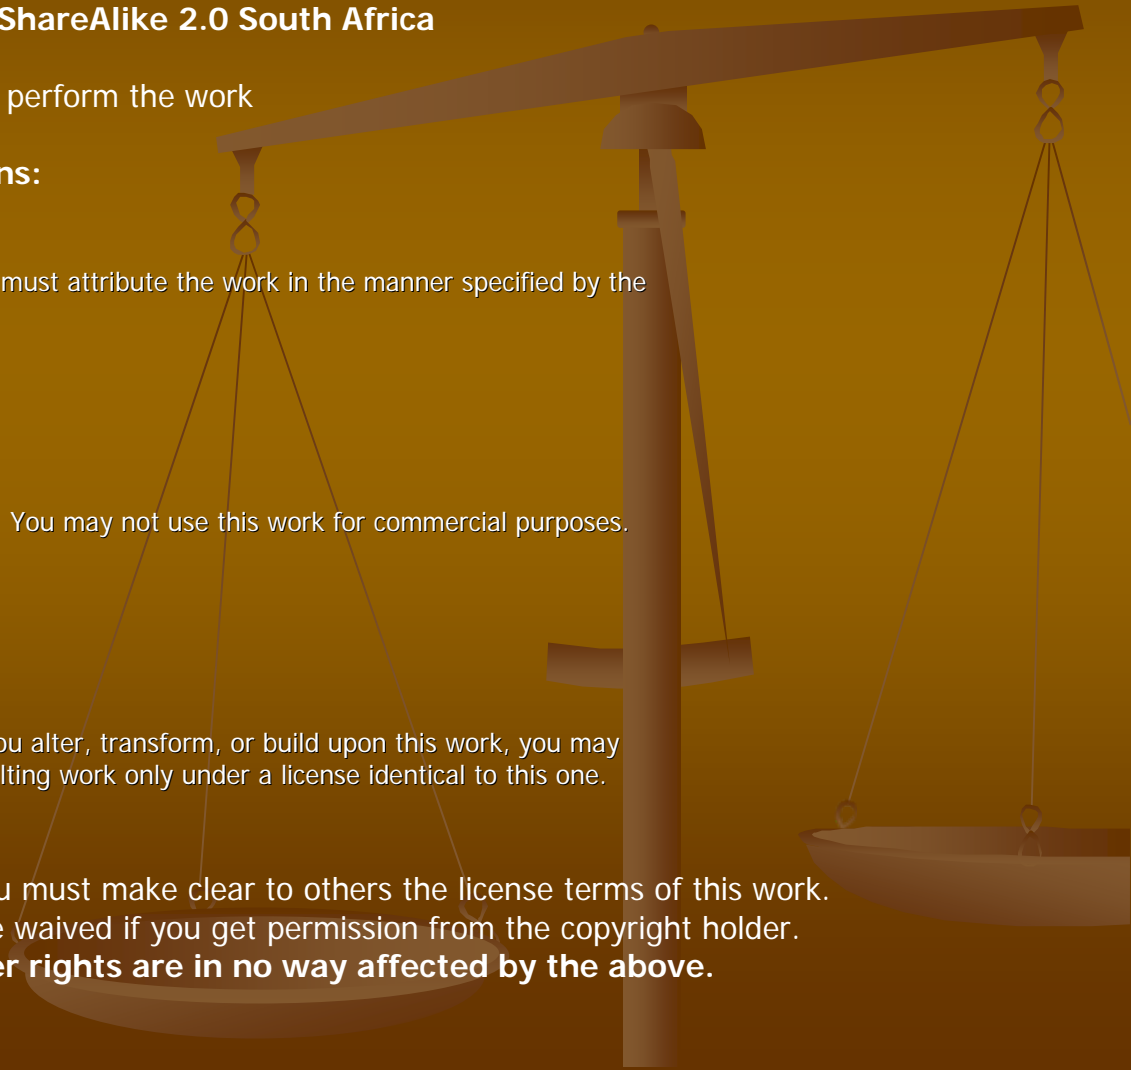 ShareAlike 2.0 South Africa
perform the work
ns:
must attribute the work in the manner specified by the
You may not use this work for commercial purposes.
ou alter, transform, or build upon this work, you may
lting work only under a license identical to this one.
u must make clear to others the license terms of this work.
e waived if you get permission from the copyright holder.
er rights are in no way affected by the above.